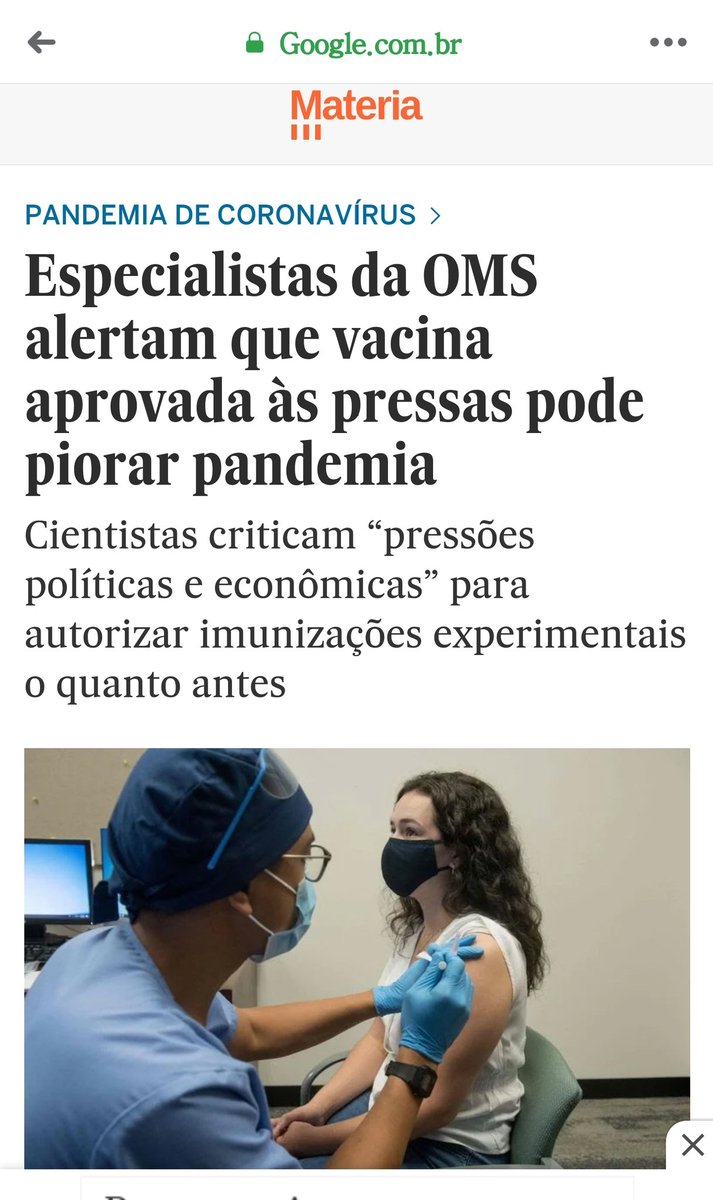 Google.com.br
Materia
PANDEMIA DE CORONAVÍRUS
Especialistas da OMS
alertam que vacina
aprovada às pressas pode
piorar pandemia
Cientistas criticam “pressões
políticas e econômicas” para
autorizar imunizações experimentais
o quanto antes